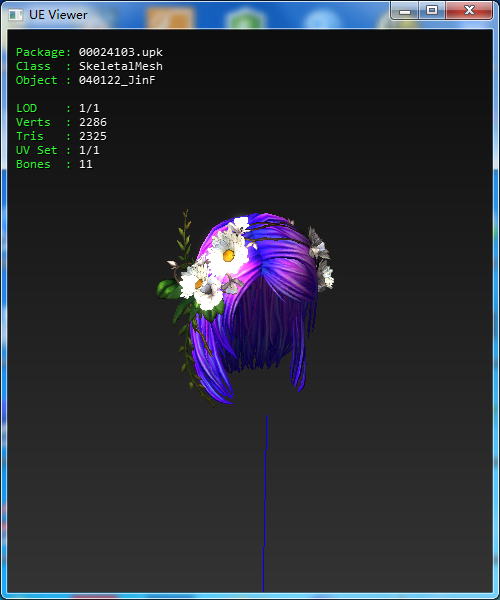 UE Viewer
Package: 00024103.upk
Class : SkeletalMesh
Object : 040122_JinF
LOD : 1/1
Verts : 2286
Tris : 2325
UV Set : 1/1
Bones : 11